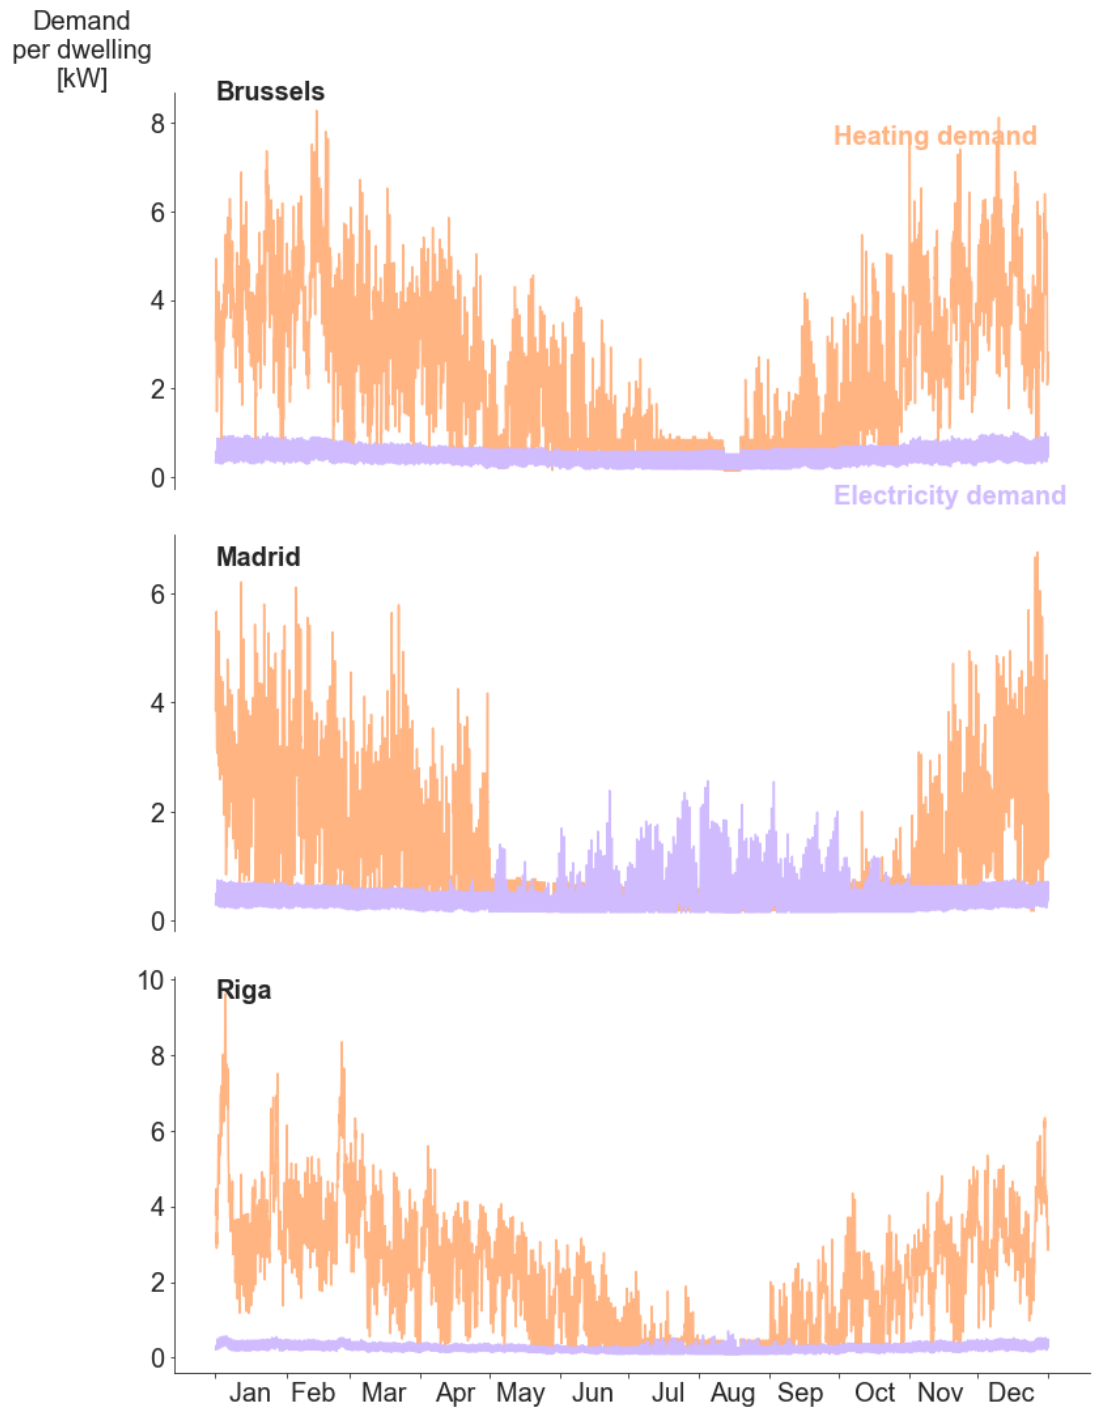 Demand
per dwelling
[kW]
Brussels
Heating demand
8
6
4
2
0
Electricity demand
Madrid
6
4
2
0
Riga
10
8
6
4
2
0
Jan Feb Mar Apr May Jun Jul Aug Sep Oct Nov Dec